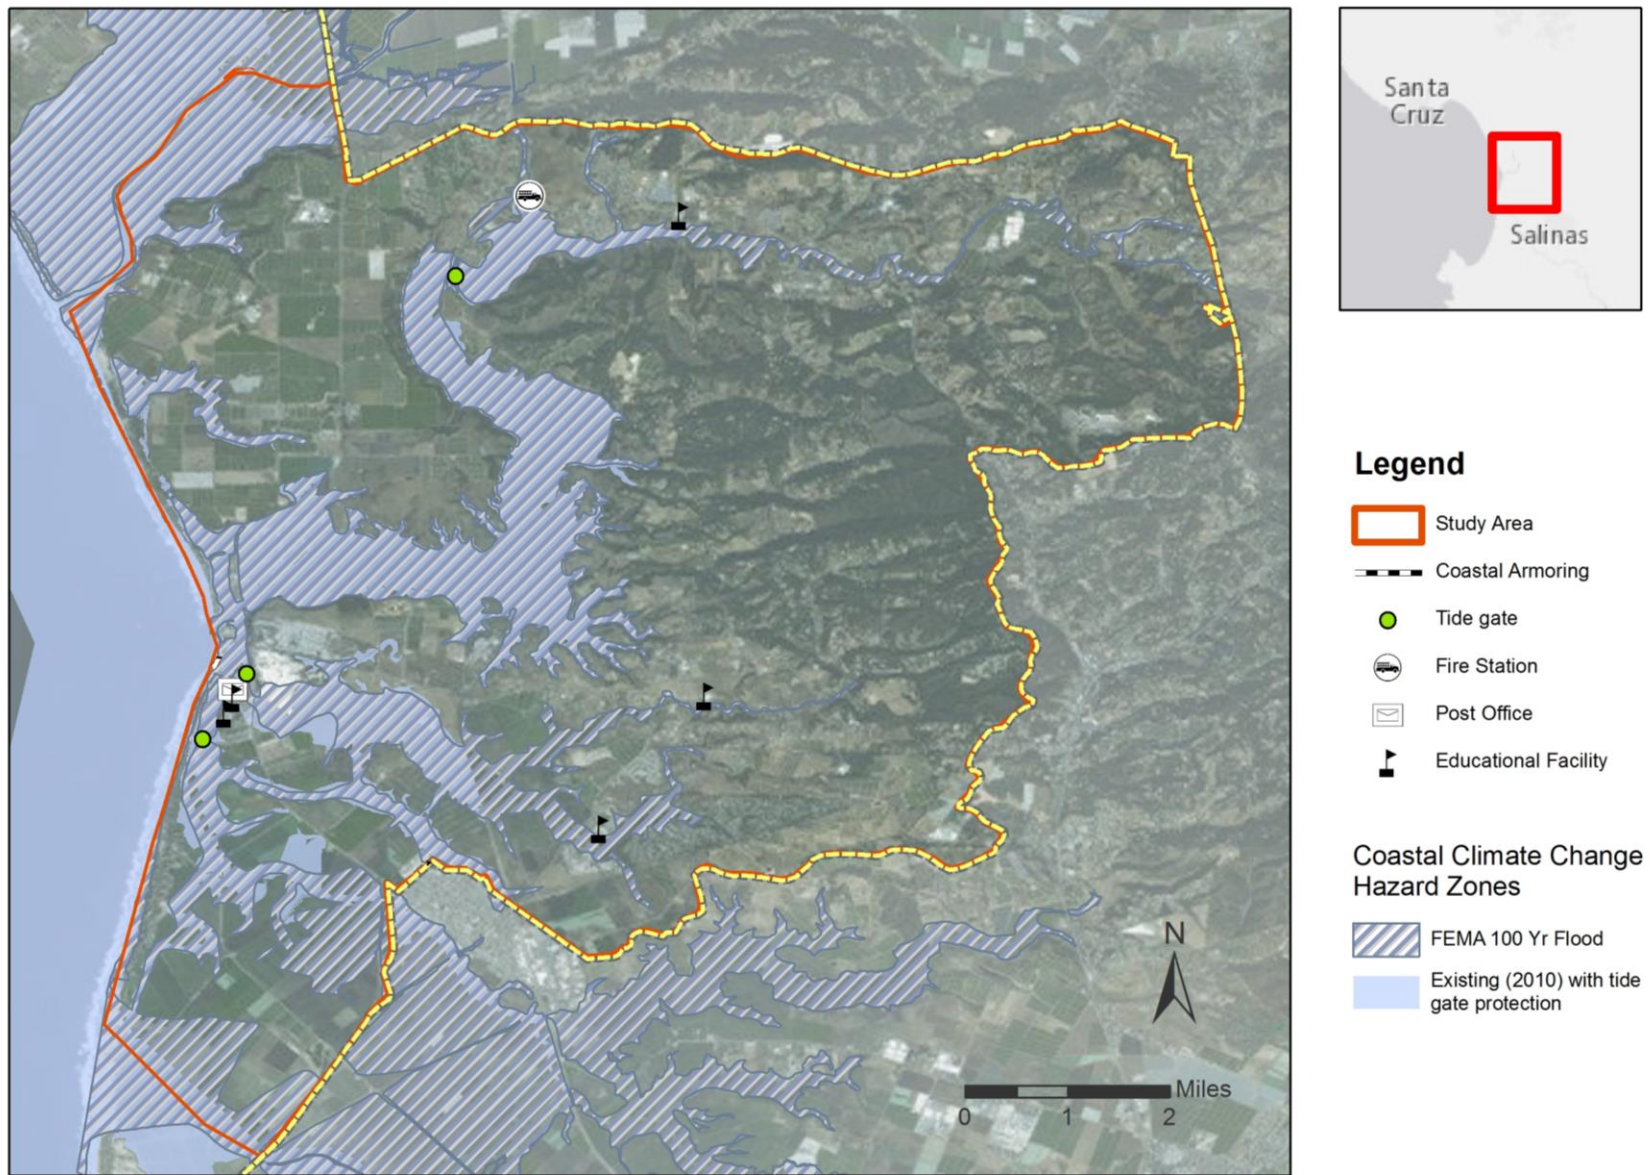 Santa
Cruz
Salinas
Legend
Study Area
Coastal Armoring
Tide gate
Fire Station
Post Office
Educational Facility
Coastal Climate Change
Hazard Zones
FEMA 100 Yr Flood
Existing (2010) with tide
gate protection
N
Miles
0 1 2